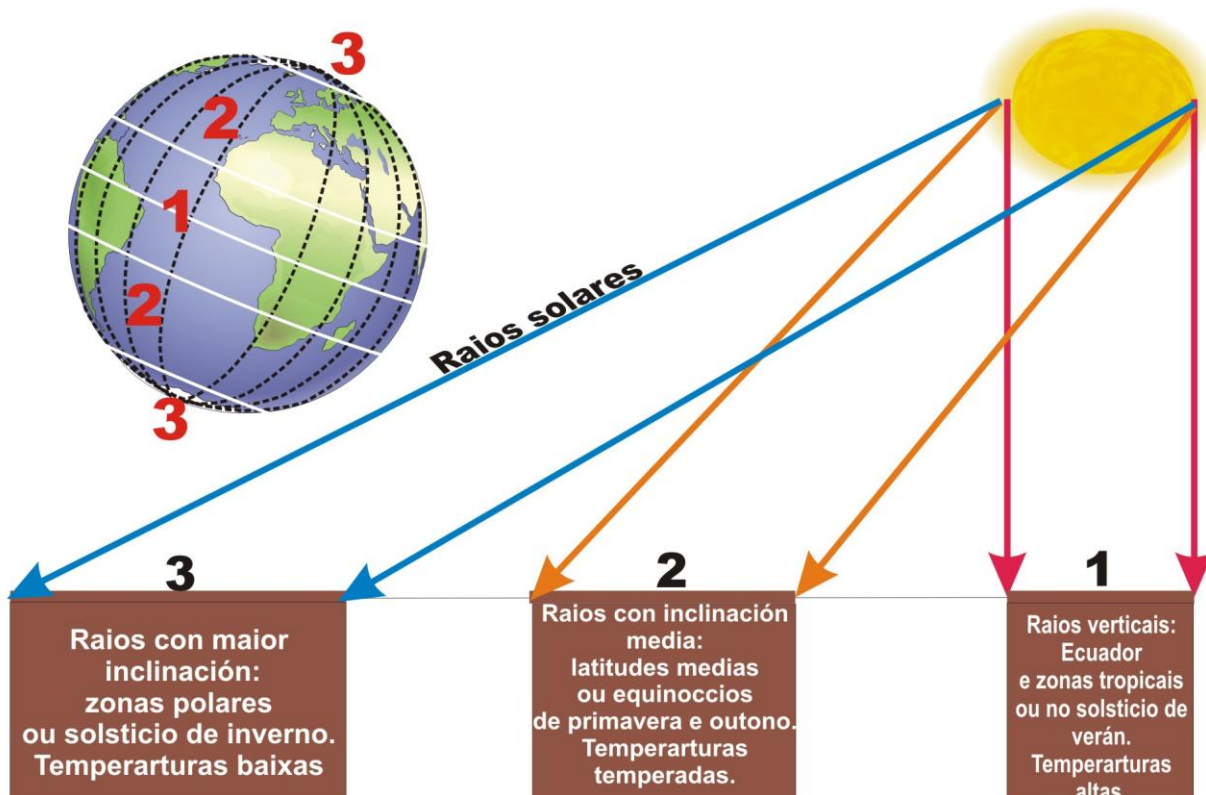 3
2
1
2
3
Raios solares
3
Raios con maior
inclinación:
zonas polares
ou solsticio de inverno.
Temperarturas baixas
2
Raios con inclinación
media:
latitudes medias
ou equinoccios
de primavera e outono.
Temperarturas
temperadas.
1
Raios verticais:
Ecuador
e zonas tropicais
ou no solsticio de
verán.
Temperarturas
altas